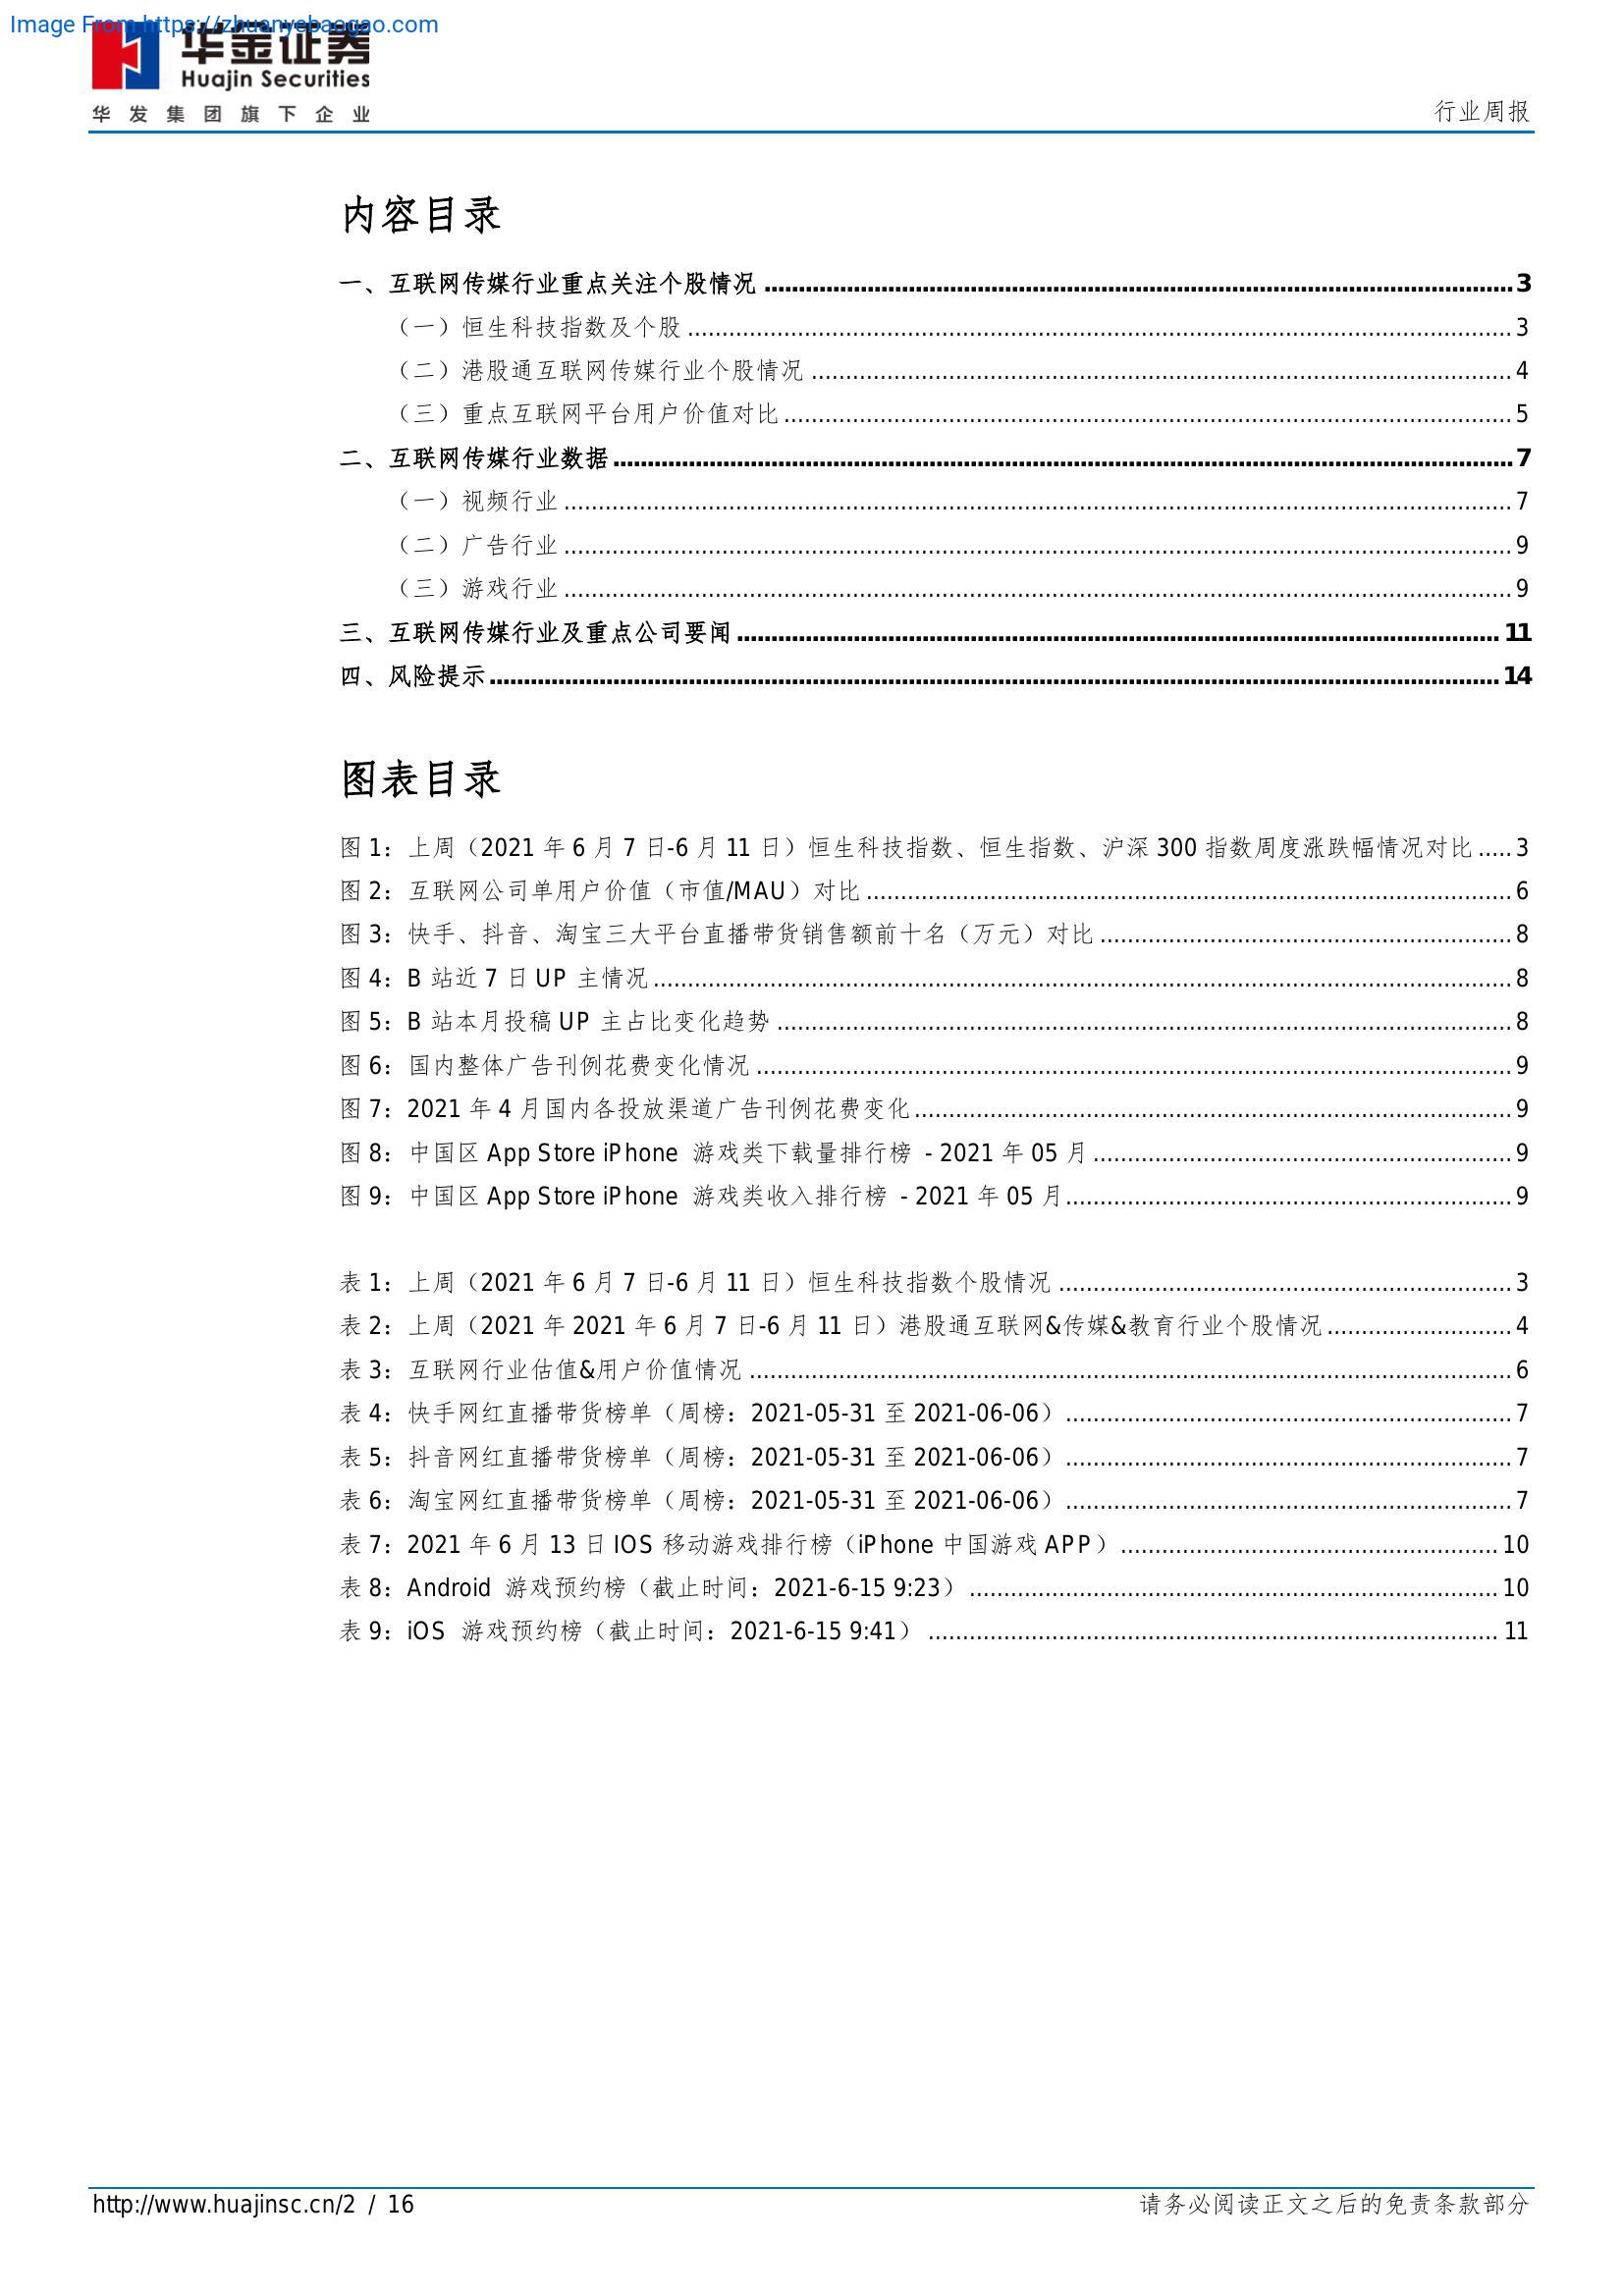 Image From https://zhuanyebaogao.com
华金证券
Huajin Securities
华发集团旗下企业
行业周报
内容目录
一、互联网传媒行业重点关注个股情况 3
（一）恒生科技指数及个股 3
（二）港股通互联网传媒行业个股情况 4
（三）重点互联网平台用户价值对比 5
二、互联网传媒行业数据 7
（一）视频行业 7
（二）广告行业 9
（三）游戏行业 9
三、互联网传媒行业及重点公司要闻 11
四、风险提示 14
图表目录
图 1：上周（2021 年 6 月 7 日-6 月 11 日）恒生科技指数、恒生指数、沪深 300 指数周度涨跌幅情况对比 3
图 2：互联网公司单用户价值（市值/MAU）对比 6
图 3：快手、抖音、淘宝三大平台直播带货销售额前十名（万元）对比 8
图 4：B 站近 7 日 UP 主情况 8
图 5：B 站本月投稿 UP 主占比变化趋势 8
图 6：国内整体广告刊例花费变化情况 9
图 7：2021 年 4 月国内各投放渠道广告刊例花费变化 9
图 8：中国区 App Store iPhone 游戏类下载量排行榜 - 2021 年 05 月 9
图 9：中国区 App Store iPhone 游戏类收入排行榜 - 2021 年 05 月 9
表 1：上周（2021 年 6 月 7 日-6 月 11 日）恒生科技指数个股情况 3
表 2：上周（2021 年 2021 年 6 月 7 日-6 月 11 日）港股通互联网&传媒&教育行业个股情况 4
表 3：互联网行业估值&用户价值情况 6
表 4：快手网红直播带货榜单（周榜：2021-05-31 至 2021-06-06） 7
表 5：抖音网红直播带货榜单（周榜：2021-05-31 至 2021-06-06） 7
表 6：淘宝网红直播带货榜单（周榜：2021-05-31 至 2021-06-06） 7
表 7：2021 年 6 月 13 日 IOS 移动游戏排行榜（iPhone 中国游戏 APP） 10
表 8：Android 游戏预约榜（截止时间：2021-6-15 9:23） 10
表 9：iOS 游戏预约榜（截止时间：2021-6-15 9:41） 11
http://www.huajinsc.cn/2 / 16
请务必阅读正文之后的免责条款部分